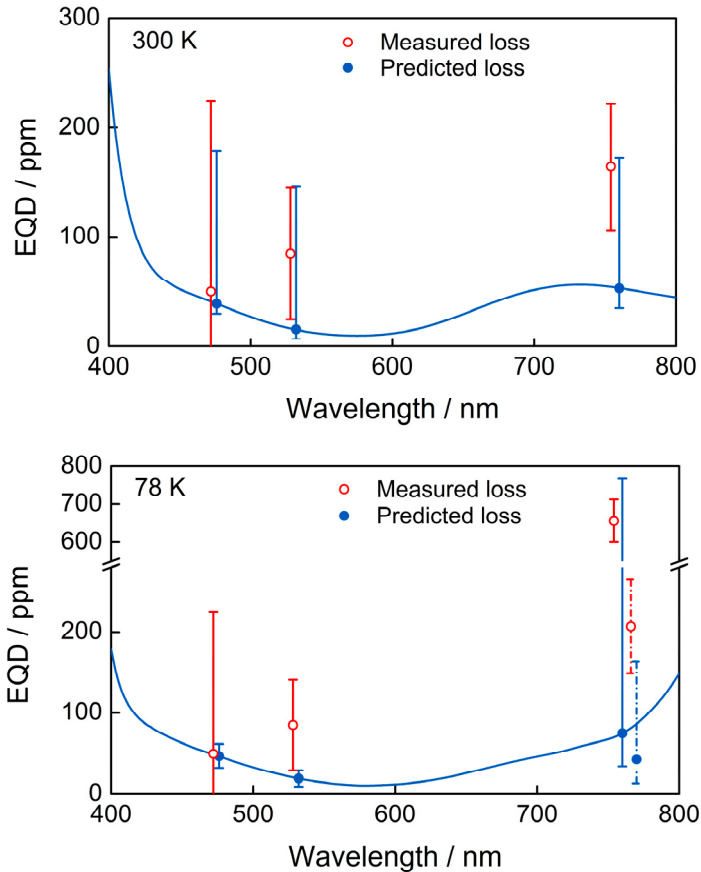 300
300 K
Measured loss
Predicted loss
200
100
0
EQD / ppm
400
500
600
700
800
Wavelength / nm
800
78 K
Measured loss
Predicted loss
700
600
200
100
0
EQD / ppm
400
500
600
700
800
Wavelength / nm